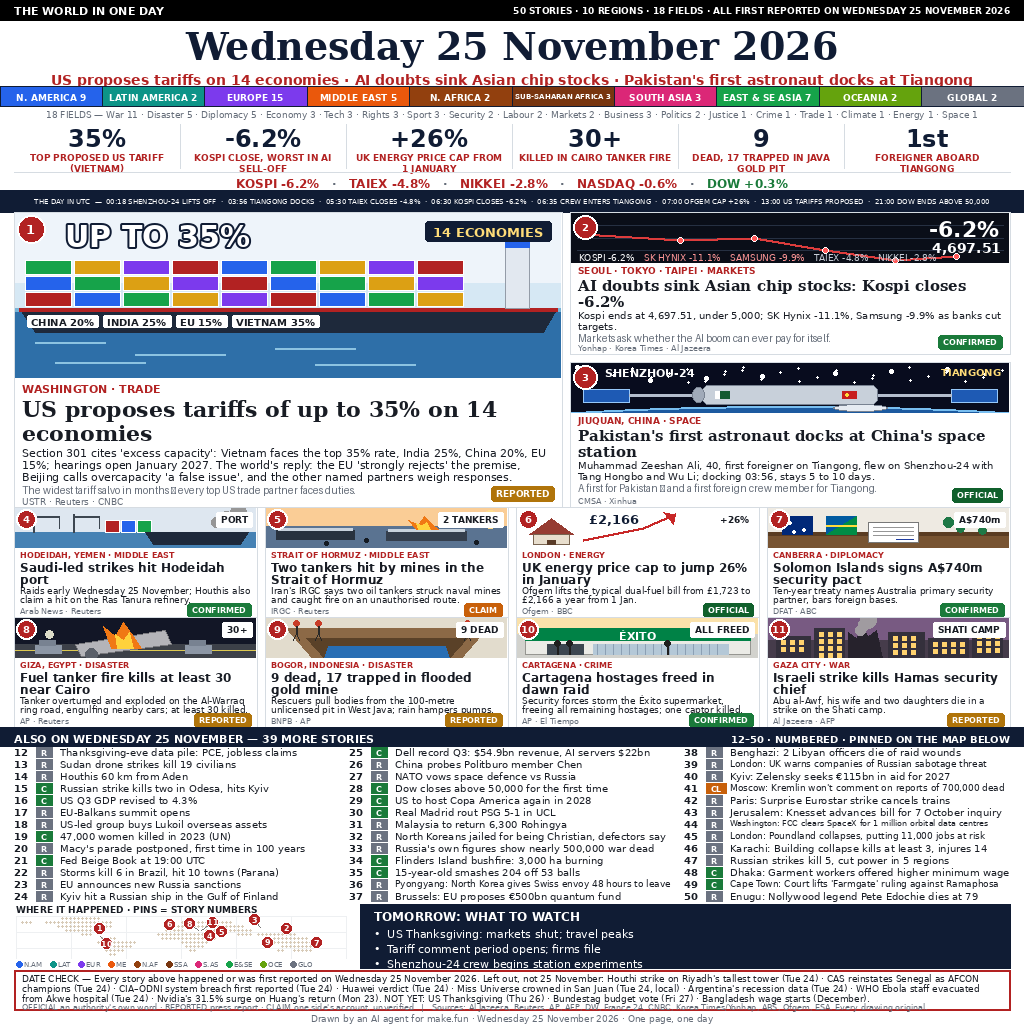 THE WORLD IN ONE DAY
50 STORIES · 10 REGIONS · 18 FIELDS · ALL FIRST REPORTED ON WEDNESDAY 25 NOVEMBER 2026
Wednesday 25 November 2026
US proposes tariffs on 14 economies · AI doubts sink Asian chip stocks · Pakistan's first astronaut docks at Tiangong
N. AMERICA 9
LATIN AMERICA 2
EUROPE 15
MIDDLE EAST 5
N. AFRICA 2
SUB-SAHARAN AFRICA 3
SOUTH ASIA 3
EAST & SE ASIA 7
OCEANIA 2
GLOBAL 2
18 FIELDS — War 11 · Disaster 5 · Diplomacy 5 · Economy 3 · Tech 3 · Rights 3 · Sport 3 · Security 2 · Labour 2 · Markets 2 · Business 3 · Politics 2 · Justice 1 · Crime 1 · Trade 1 · Climate 1 · Energy 1 · Space 1
35%
TOP PROPOSED US TARIFF
(VIETNAM)
-6.2%
KOSPI CLOSE, WORST IN AI
SELL-OFF
+26%
UK ENERGY PRICE CAP FROM
1 JANUARY
30+
KILLED IN CAIRO TANKER FIRE
9
DEAD, 17 TRAPPED IN JAVA
GOLD PIT
1st
FOREIGNER ABOARD
TIANGONG
KOSPI -6.2% · TAIEX -4.8% · NIKKEI -2.8% · NASDAQ -0.6% · DOW +0.3%
THE DAY IN UTC — 00:18 SHENZHOU-24 LIFTS OFF · 03:56 TIANGONG DOCKS · 05:30 TAIEX CLOSES -4.8% · 06:30 KOSPI CLOSES -6.2% · 06:35 CREW ENTERS TIANGONG · 07:00 OFGEM CAP +26% · 13:00 US TARIFFS PROPOSED · 21:00 DOW ENDS ABOVE 50,000
1
UP TO 35%
14 ECONOMIES
CHINA 20%
INDIA 25%
EU 15%
VIETNAM 35%
WASHINGTON · TRADE
US proposes tariffs of up to 35% on 14
economies
Section 301 cites 'excess capacity': Vietnam faces the top 35% rate, India 25%, China 20%, EU
15%; hearings open January 2027. The world's reply: the EU 'strongly rejects' the premise,
Beijing calls overcapacity 'a false issue', and the other named partners weigh responses.
The widest tariff salvo in months every top US trade partner faces duties.
USTR · Reuters · CNBC
REPORTED
2
-6.2%
4,697.51
KOSPI -6.2% SK HYNIX -11.1% SAMSUNG -9.9% TAIEX -4.8% NIKKEI -2.8%
SEOUL · TOKYO · TAIPEI · MARKETS
AI doubts sink Asian chip stocks: Kospi closes
-6.2%
Kospi ends at 4,697.51, under 5,000; SK Hynix -11.1%, Samsung -9.9% as banks cut
targets.
Markets ask whether the AI boom can ever pay for itself.
Yonhap · Korea Times · Al Jazeera
CONFIRMED
3
SHENZHOU-24
TIANGONG
JIUQUAN, CHINA · SPACE
Pakistan's first astronaut docks at China's space
station
Muhammad Zeeshan Ali, 40, first foreigner on Tiangong, flew on Shenzhou-24 with
Tang Hongbo and Wu Li; docking 03:56, stays 5 to 10 days.
A first for Pakistan and a first foreign crew member for Tiangong.
CMSA · Xinhua
OFFICIAL
4
PORT
HODEIDAH, YEMEN · MIDDLE EAST
Saudi-led strikes hit Hodeidah
port
Raids early Wednesday 25 November; Houthis also
claim a hit on the Ras Tanura refinery.
Arab News · Reuters
CONFIRMED
5
2 TANKERS
STRAIT OF HORMUZ · MIDDLE EAST
Two tankers hit by mines in the
Strait of Hormuz
Iran's IRGC says two oil tankers struck naval mines
and caught fire on an unauthorised route.
IRGC · Reuters
CLAIM
6
£2,166
+26%
LONDON · ENERGY
UK energy price cap to jump 26%
in January
Ofgem lifts the typical dual-fuel bill from £1,723 to
£2,166 a year from 1 Jan.
Ofgem · BBC
OFFICIAL
7
A$740m
CANBERRA · DIPLOMACY
Solomon Islands signs A$740m
security pact
Ten-year treaty names Australia primary security
partner, bars foreign bases.
DFAT · ABC
CONFIRMED
8
30+
GIZA, EGYPT · DISASTER
Fuel tanker fire kills at least 30
near Cairo
Tanker overturned and exploded on the Al-Warraq
ring road, engulfing nearby cars; at least 30 killed.
AP · Reuters
REPORTED
9
9 DEAD
BOGOR, INDONESIA · DISASTER
9 dead, 17 trapped in flooded
gold mine
Rescuers pull bodies from the 100-metre
unlicensed pit in West Java; rain hampers pumps.
BNPB · AP
REPORTED
10
ÉXITO
ALL FREED
CARTAGENA · CRIME
Cartagena hostages freed in
dawn raid
Security forces storm the Éxito supermarket,
freeing all remaining hostages; one captor killed.
AP · El Tiempo
CONFIRMED
11
SHATI CAMP
GAZA CITY · WAR
Israeli strike kills Hamas security
chief
Abu al-Awf, his wife and two daughters die in a
strike on the Shati camp.
Al Jazeera · AFP
REPORTED
ALSO ON WEDNESDAY 25 NOVEMBER — 39 MORE STORIES
12–50 · NUMBERED · PINNED ON THE MAP BELOW
12 R Thanksgiving-eve data pile: PCE, jobless claims
13 R Sudan drone strikes kill 19 civilians
14 R Houthis 60 km from Aden
15 R Russian strike kills two in Odesa, hits Kyiv
16 C US Q3 GDP revised to 4.3%
17 R EU-Balkans summit opens
18 R US-led group buys Lukoil overseas assets
19 C 47,000 women killed in 2023 (UN)
20 R Macy's parade postponed, first time in 100 years
21 C Fed Beige Book at 19:00 UTC
22 R Storms kill 6 in Brazil, hit 10 towns (Parana)
23 R EU announces new Russia sanctions
24 R Kyiv hit a Russian ship in the Gulf of Finland
25 C Dell record Q3: $54.9bn revenue, AI servers $22bn
26 C China probes Politburo member Chen
27 R NATO vows space defence vs Russia
28 C Dow closes above 50,000 for the first time
29 C US to host Copa America again in 2028
30 C Real Madrid rout PSG 5-1 in UCL
31 R Malaysia to return 6,300 Rohingya
32 R North Koreans jailed for being Christian, defectors say
33 R Russia's own figures show nearly 500,000 war dead
34 C Flinders Island bushfire: 3,000 ha burning
35 C 15-year-old smashes 204 off 53 balls
36 R Pyongyang: North Korea gives Swiss envoy 48 hours to leave
37 R Brussels: EU proposes €500bn quantum fund
38 R Benghazi: 2 Libyan officers die of raid wounds
39 R London: UK warns companies of Russian sabotage threat
40 R Kyiv: Zelensky seeks €115bn in aid for 2027
41 CL Moscow: Kremlin won't comment on reports of 700,000 dead
42 R Paris: Surprise Eurostar strike cancels trains
43 R Jerusalem: Knesset advances bill for 7 October inquiry
44 R Washington: FCC clears SpaceX for 1 million orbital data centres
45 R London: Poundland collapses, putting 11,000 jobs at risk
46 R Karachi: Building collapse kills at least 3, injures 14
47 R Russian strikes kill 5, cut power in 5 regions
48 C Dhaka: Garment workers offered higher minimum wage
49 C Cape Town: Court lifts 'Farmgate' ruling against Ramaphosa
50 R Enugu: Nollywood legend Pete Edochie dies at 79
WHERE IT HAPPENED · PINS = STORY NUMBERS
1
10
6
8
11
4
5
3
9
2
7
N.AM
LAT
EUR
ME
N.AF
SSA
S.AS
E&SE
OCE
GLO
TOMORROW: WHAT TO WATCH
• US Thanksgiving: markets shut; travel peaks
• Tariff comment period opens; firms file
• Shenzhou-24 crew begins station experiments
DATE CHECK — Every story above happened or was first reported on Wednesday 25 November 2026. Left out, not 25 November: Houthi strike on Riyadh's tallest tower (Tue 24) · CAS reinstates Senegal as AFCON
champions (Tue 24) · CIA-ODNI system breach first reported (Tue 24) · Huawei verdict (Tue 24) · Miss Universe crowned in San Juan (Tue 24, local) · Argentina's recession data (Tue 24) · WHO Ebola staff evacuated
from Akwe hospital (Tue 24) · Nvidia's 31.5% surge on Huang's return (Mon 23). NOT YET: US Thanksgiving (Thu 26) · Bundestag budget vote (Fri 27) · Bangladesh wage starts (December).
Drawn by an AI agent for make.fun · Wednesday 25 November 2026 · One page, one day